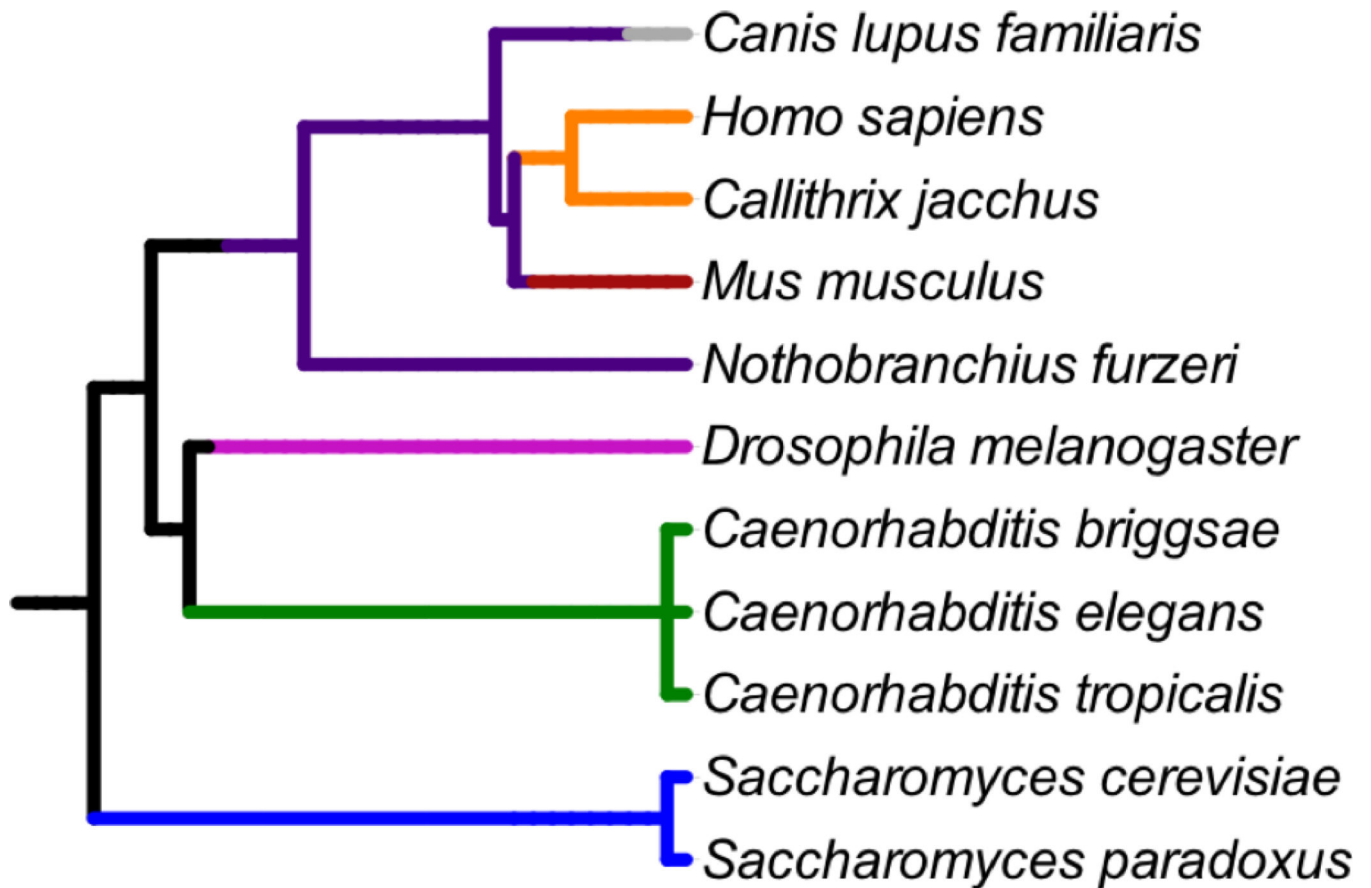 Canis lupus familiaris
Homo sapiens
Callithrix jacchus
Mus musculus
Nothobranchius furzeri
Drosophila melanogaster
Caenorhabditis briggsae
Caenorhabditis elegans
Caenorhabditis tropicalis
Saccharomyces cerevisiae
Saccharomyces paradoxus